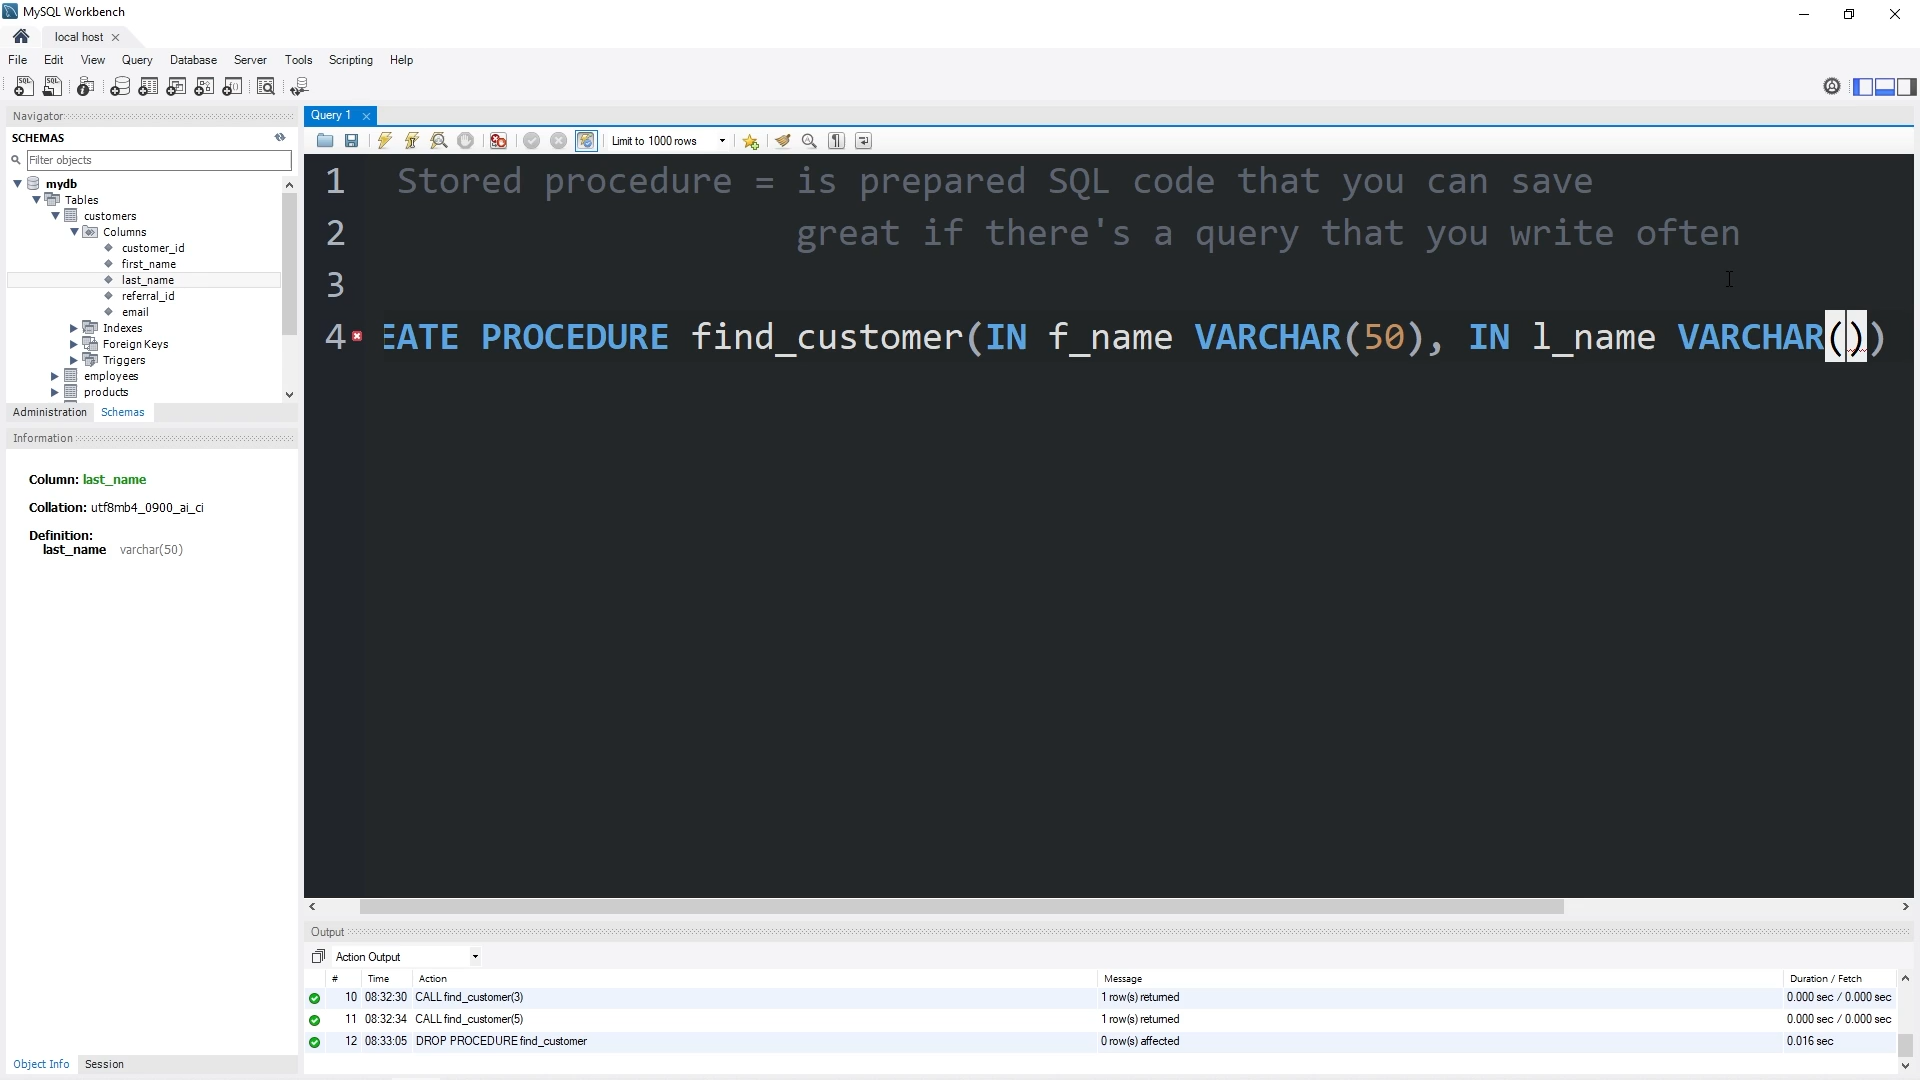 MySQL Workbench
local host
File Edit View Query Database Server Tools Scripting Help
Navigator
SCHEMAS
Filter objects
mydb
Tables
customers
Columns
customer_id
first_name
last_name
referral_id
email
Indexes
Foreign Keys
Triggers
employees
products
Administration Schemas
Information
Column: last_name
Collation: utf8mb4_0900_ai_ci
Definition:
last_name varchar(50)
Object Info Session
Query 1
Limit to 1000 rows
1 Stored procedure = is prepared SQL code that you can save
2 great if there's a query that you write often
3
4 EATE PROCEDURE find_customer(IN f_name VARCHAR(50), IN l_name VARCHAR())
Output
Action Output
# Time Action Message Duration / Fetch
10 08:32:30 CALL find_customer(3) 1 row(s) returned 0.000 sec / 0.000 sec
11 08:32:34 CALL find_customer(5) 1 row(s) returned 0.000 sec / 0.000 sec
12 08:33:05 DROP PROCEDURE find_customer 0 row(s) affected 0.016 sec